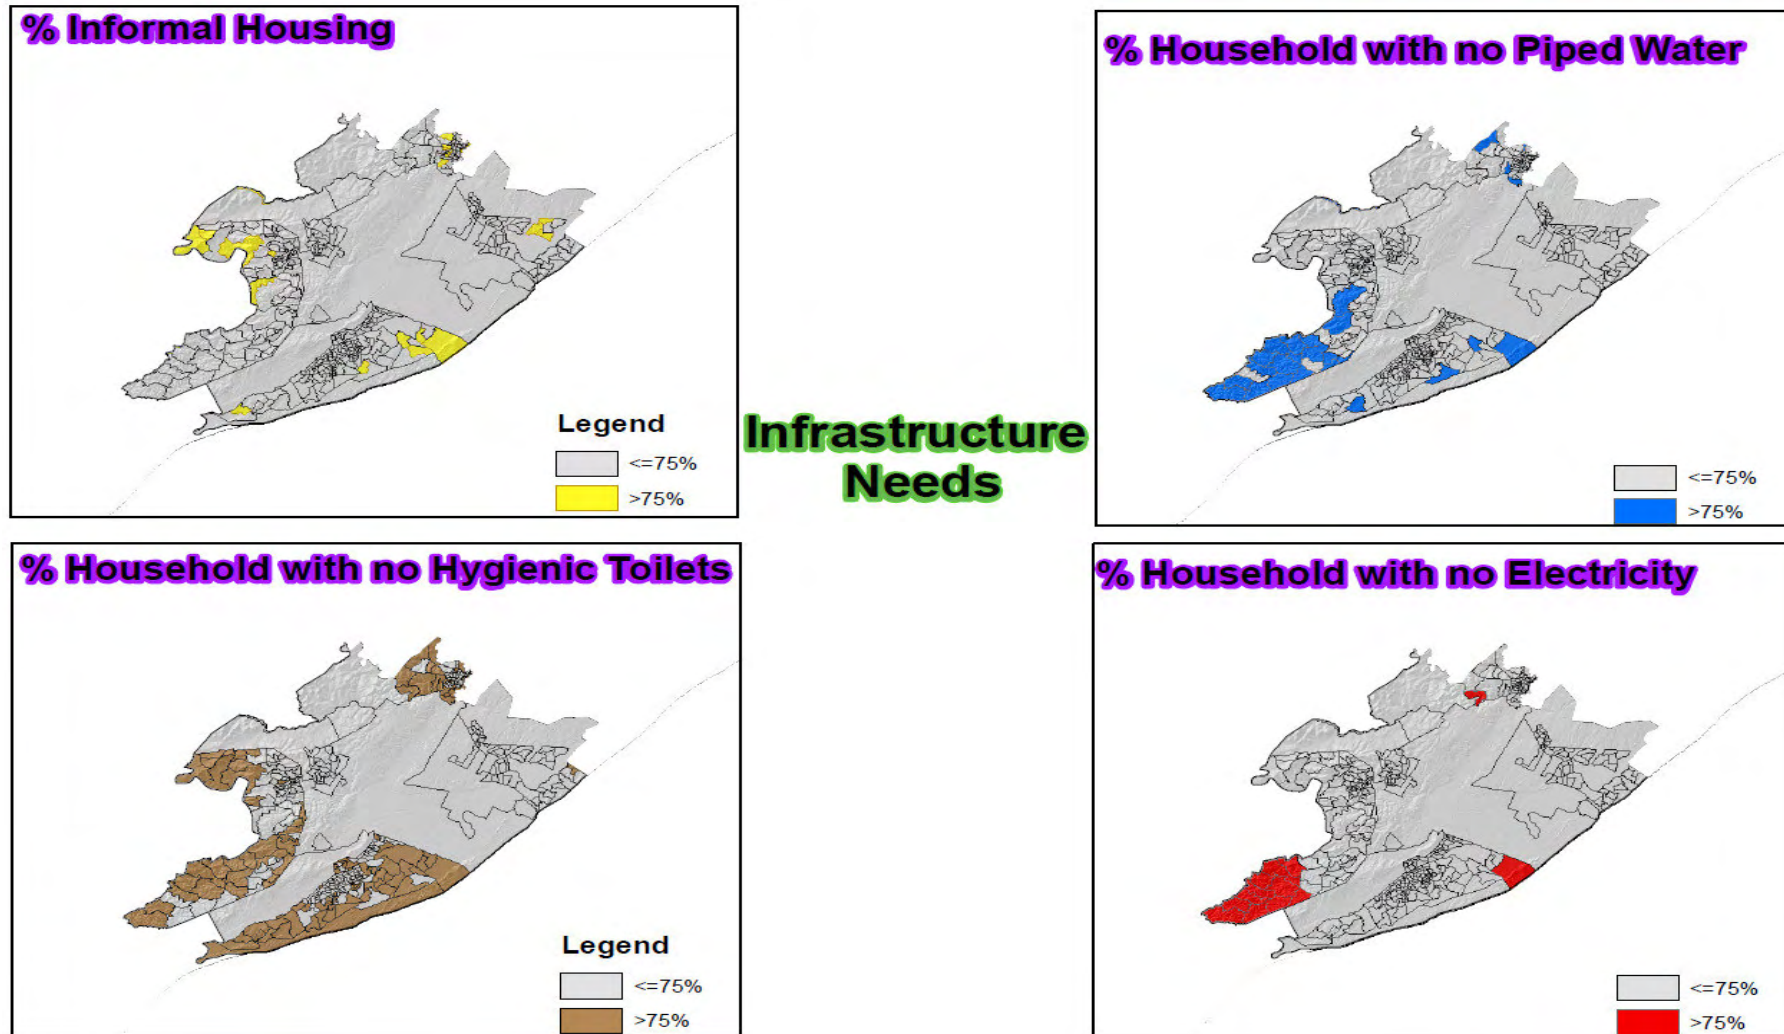 % Informal Housing
Legend
<=75%
>75%
% Household with no Piped Water
<=75%
>75%
Infrastructure
Needs
% Household with no Hygienic Toilets
Legend
<=75%
>75%
% Household with no Electricity
<=75%
>75%